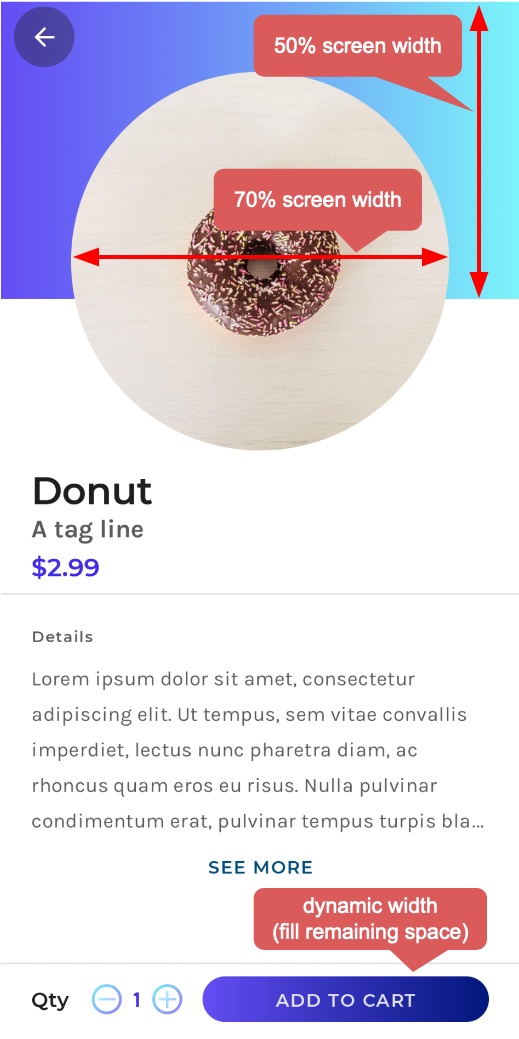 50% screen width
70% screen width
Donut
A tag line
$2.99
Details
Lorem ipsum dolor sit amet, consectetur
adipiscing elit. Ut tempus, sem vitae convallis
imperdiet, lectus nunc pharetra diam, ac
rhoncus quam eros eu risus. Nulla pulvinar
condimentum erat, pulvinar tempus turpis bla...
SEE MORE
dynamic width
(fill remaining space)
Qty 1 ADD TO CART